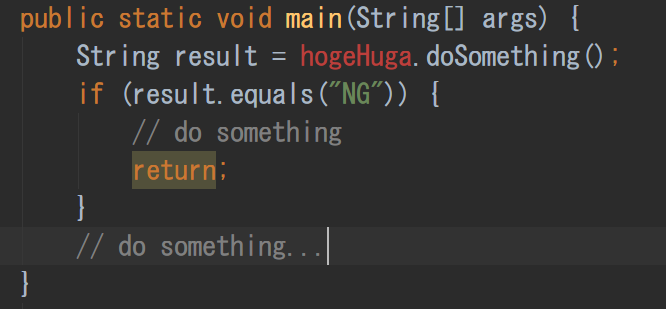 public static void main(String[] args) {
    String result = hogeHuga.doSomething();
    if (result.equals("NG")) {
        // do something
        return;
    }
    // do something...
}